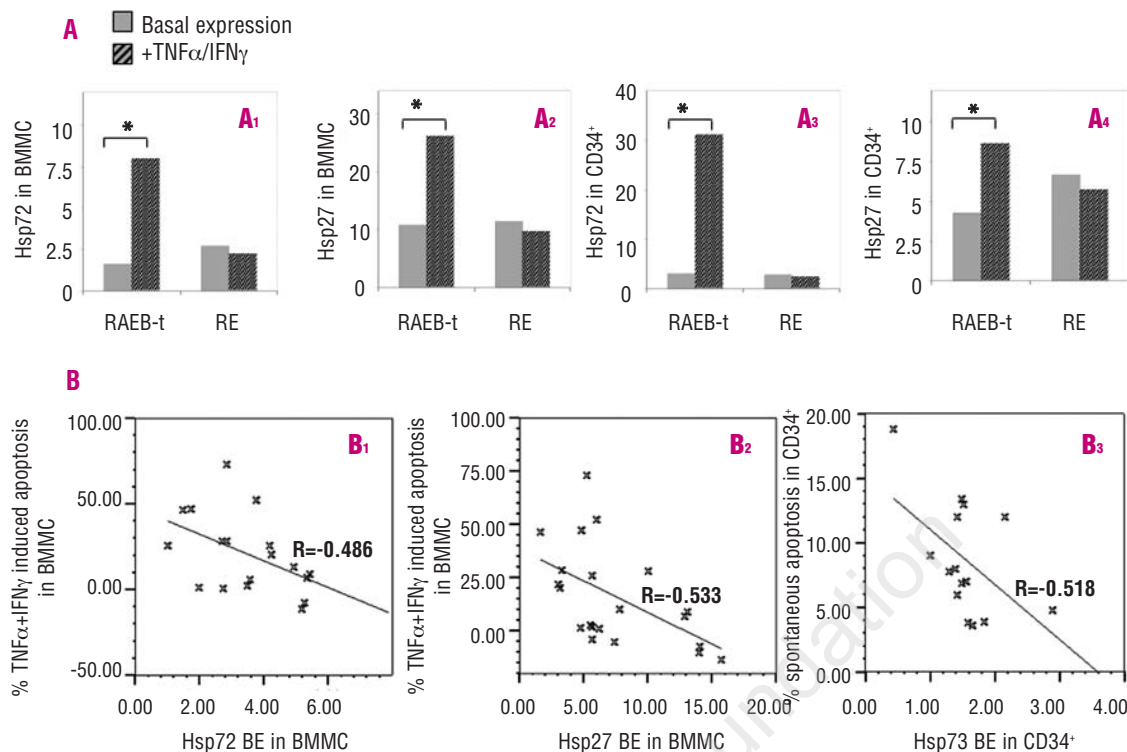 A
Basal expression
+TNFα/IFNγ
A1
Hsp72 in BMMC
10
7.5
5
2.5
0
*
RAEB-t
RE
A2
Hsp27 in BMMC
30
20
10
0
*
RAEB-t
RE
A3
Hsp72 in CD34+
40
30
20
10
0
*
RAEB-t
RE
A4
Hsp27 in CD34+
10
7.5
5
2.5
0
*
RAEB-t
RE
B
B1
% TNFα+IFNγ induced apoptosis
in BMMC
100.00
50.00
0.00
-50.00
R=-0.486
0.00 2.00 4.00 6.00
Hsp72 BE in BMMC
B2
% TNFα+IFNγ induced apoptosis
in BMMC
100.00
75.00
50.00
25.00
0.00
R=-0.533
0.00 5.00 10.00 15.00 20.00
Hsp27 BE in BMMC
B3
% spontaneous apoptosis in CD34+
20.00
15.00
10.00
5.00
0.00
R=-0.518
0.00 1.00 2.00 3.00 4.00
Hsp73 BE in CD34+
undation